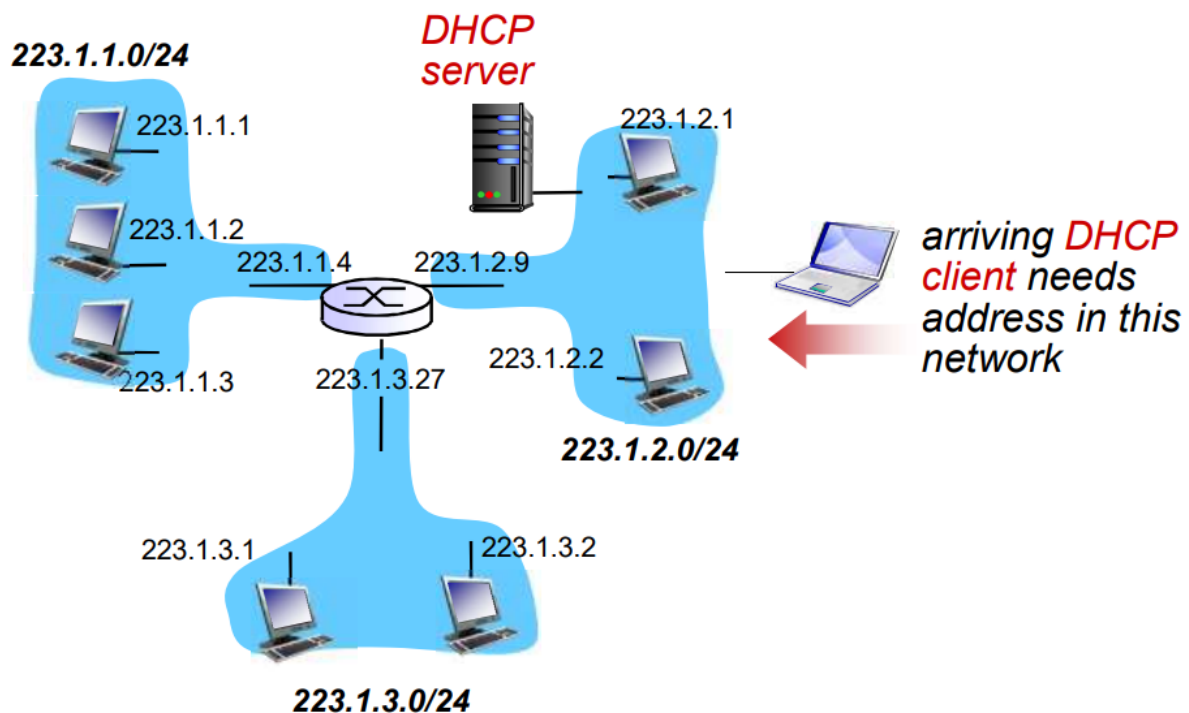 DHCP
server
223.1.1.0/24
223.1.1.1
223.1.2.1
223.1.1.2
223.1.1.4
223.1.2.9
arriving DHCP
client needs
address in this
network
223.1.1.3
223.1.3.27
223.1.2.2
223.1.2.0/24
223.1.3.1
223.1.3.2
223.1.3.0/24